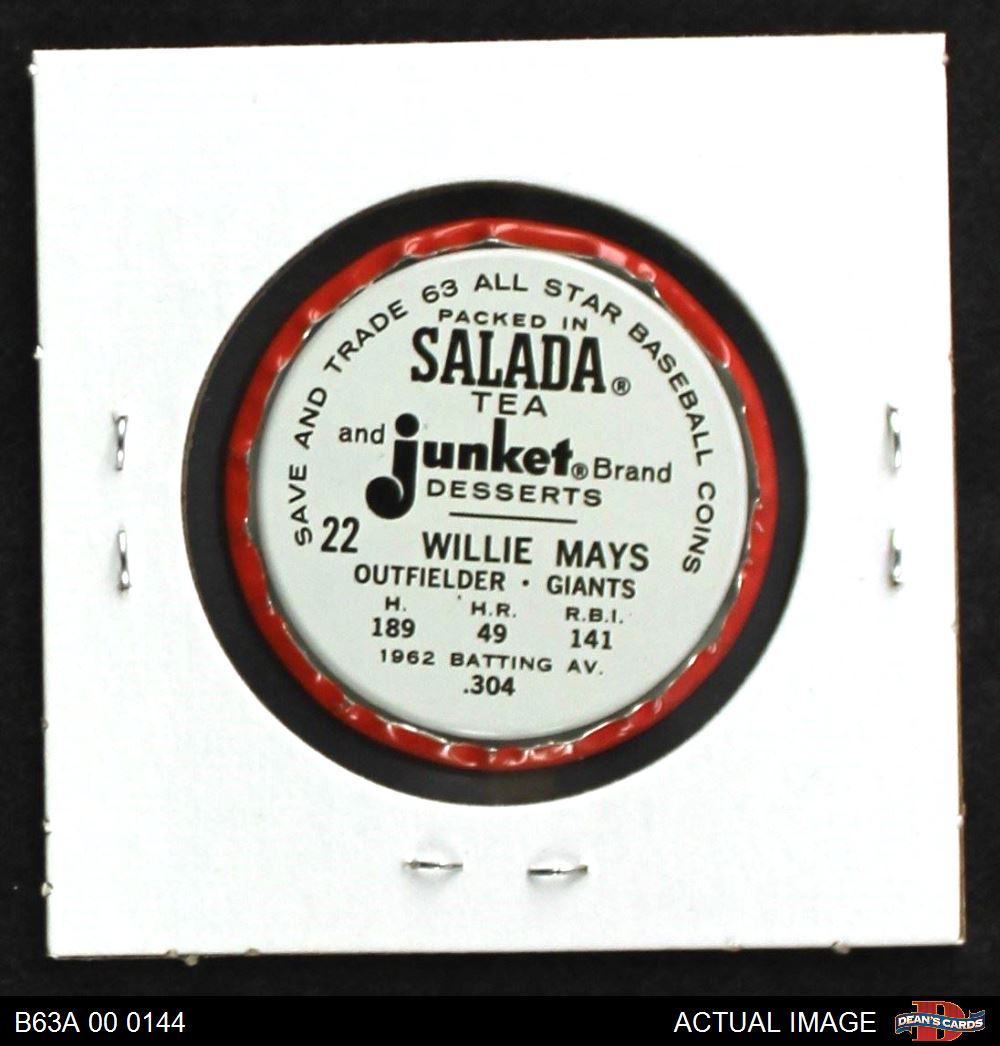 SAVE AND TRADE 63 ALL STAR BASEBALL COINS
PACKED IN
SALADA®
TEA
and junket® Brand
DESSERTS
22 WILLIE MAYS
OUTFIELDER · GIANTS
H. H.R. R.B.I.
189 49 141
1962 BATTING AV.
.304
B63A 00 0144 ACTUAL IMAGE DEAN'S CARDS